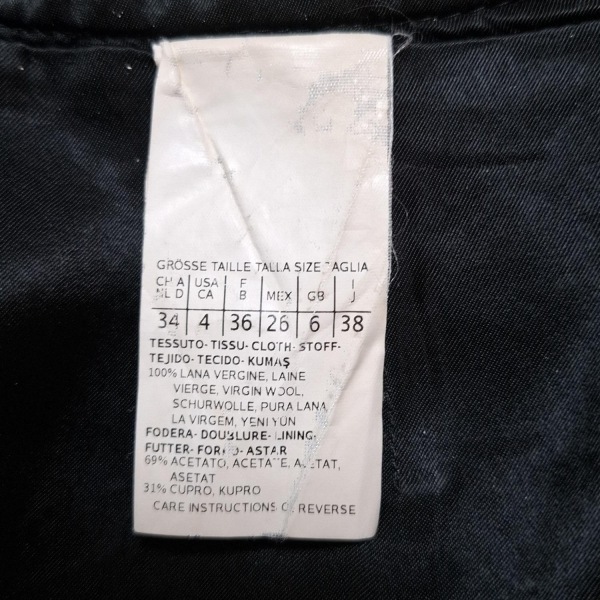 GRÖSSE TAILLE TALLA SIZE TAGLIA
CH A USA F I
NL D CA B MEX GB J
34 4 36 26 6 38
TESSUTO-TISSU-CLOTH-STOFF-
TEJIDO-TECIDO-KUMAŞ
100% LANA VERGINE, LAINE
VIERGE, VIRGIN WOOL,
SCHURWOLLE, PURA LANA
LA VIRGEM, YENI YÜN
FODERA-DOUBLURE-LINING-
FUTTER-FORRO-ASTAR
69% ACETATO, ACETATE, ASETAT,
ASETAT
31% CUPRO, KUPRO
CARE INSTRUCTIONS REVERSE